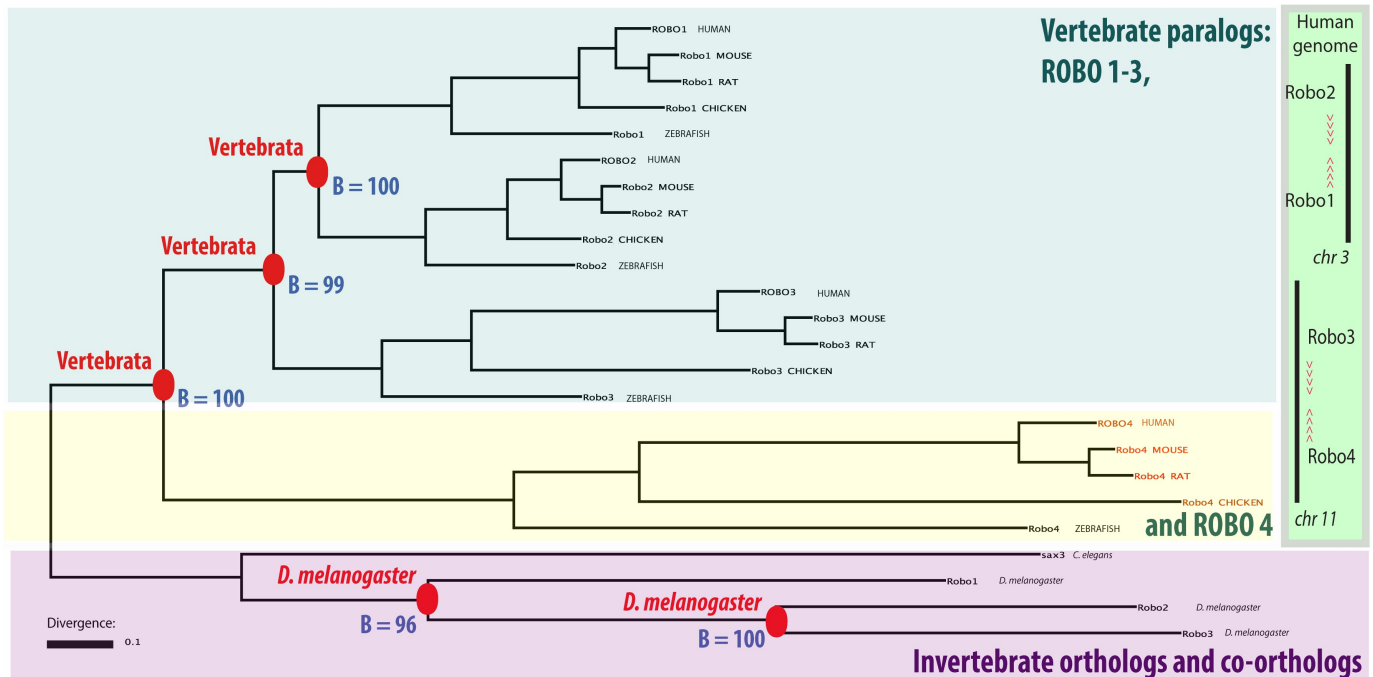 Vertebrate paralogs:
ROBO 1-3,
ROBO1 HUMAN
Robo1 MOUSE
Robo1 RAT
Robo1 CHICKEN
Robo1 ZEBRAFISH
Vertebrata
B = 100
ROBO2 HUMAN
Robo2 MOUSE
Robo2 RAT
Robo2 CHICKEN
Robo2 ZEBRAFISH
Vertebrata
B = 99
ROBO3 HUMAN
Robo3 MOUSE
Robo3 RAT
Robo3 CHICKEN
Robo3 ZEBRAFISH
Vertebrata
B = 100
ROBO4 HUMAN
Robo4 MOUSE
Robo4 RAT
Robo4 CHICKEN
Robo4 ZEBRAFISH
and ROBO 4
sax3 C. elegans
D. melanogaster
B = 96
Robo1 D. melanogaster
D. melanogaster
B = 100
Robo2 D. melanogaster
Robo3 D. melanogaster
Divergence:
0.1
Invertebrate orthologs and co-orthologs
Human
genome
Robo2
>>>>
<<<<
Robo1
chr 3
Robo3
>>>>
<<<<
Robo4
chr 11